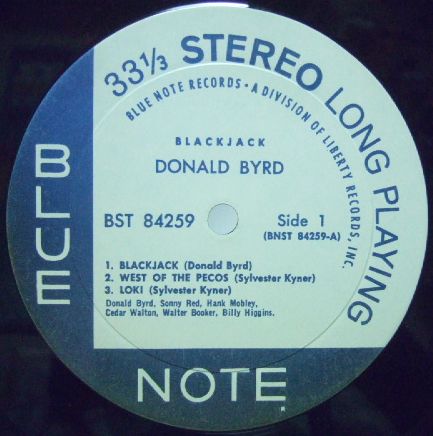 33⅓ STEREO LONG PLAYING
BLUE NOTE RECORDS • A DIVISION OF LIBERTY RECORDS, INC.
BLACKJACK
DONALD BYRD
BST 84259
Side 1
(BNST 84259-A)
1. BLACKJACK (Donald Byrd)
2. WEST OF THE PECOS (Sylvester Kyner)
3. LOKI (Sylvester Kyner)
Donald Byrd, Sonny Red, Hank Mobley,
Cedar Walton, Walter Booker, Billy Higgins.
BLUE
NOTE